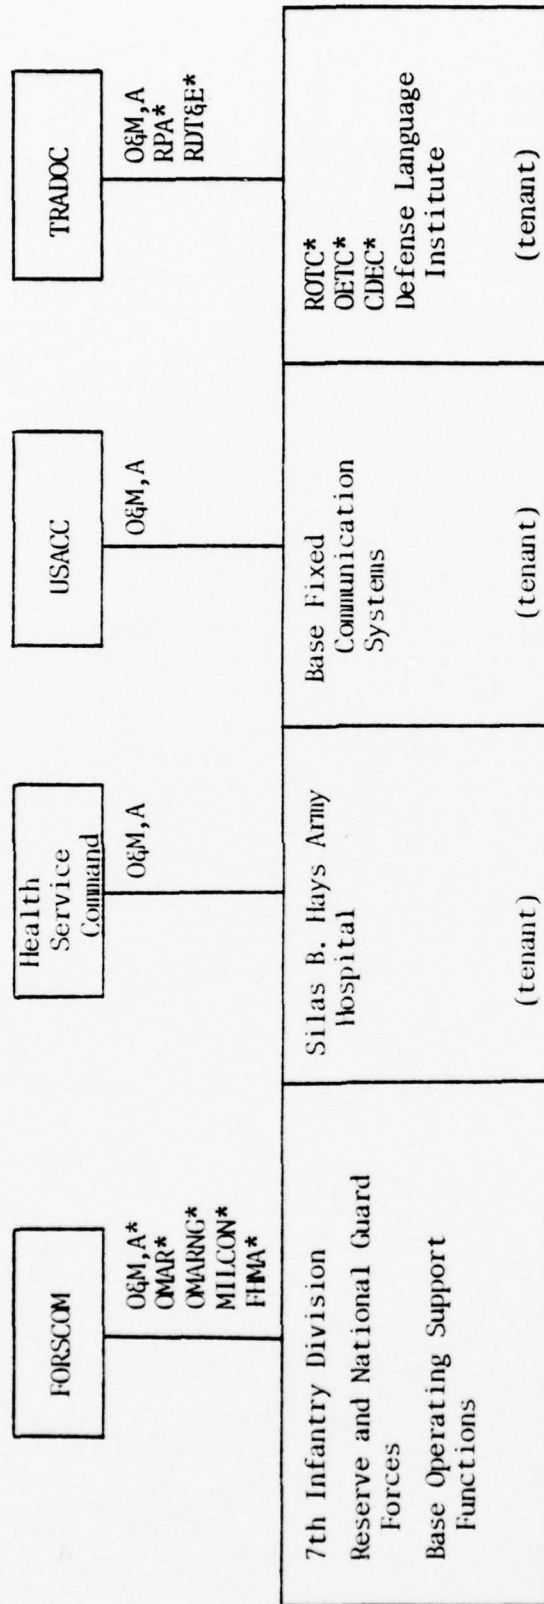 FORSCOM
O&M,A*
OMAR*
OMARNG*
MILCON*
FHMA*
7th Infantry Division
Reserve and National Guard
Forces
Base Operating Support
Functions
Health
Service
Command
O&M,A
Silas B. Hays Army
Hospital
(tenant)
USACC
O&M,A
Base Fixed
Communication
Systems
(tenant)
TRADOC
O&M,A
RPA*
RDT&E*
ROTC*
OETC*
CDEC*
Defense Language
Institute
(tenant)